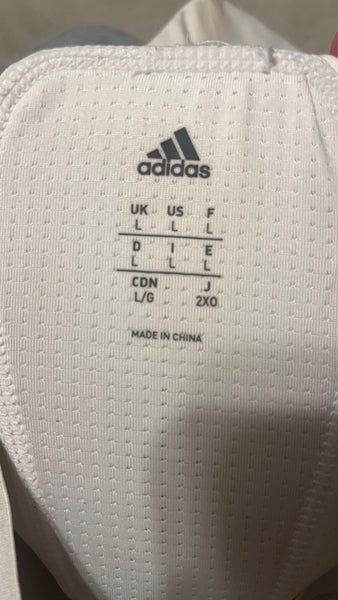 adidas
UK US F
L L L
D I E
L L L
CDN J
L/G 2XO
MADE IN CHINA